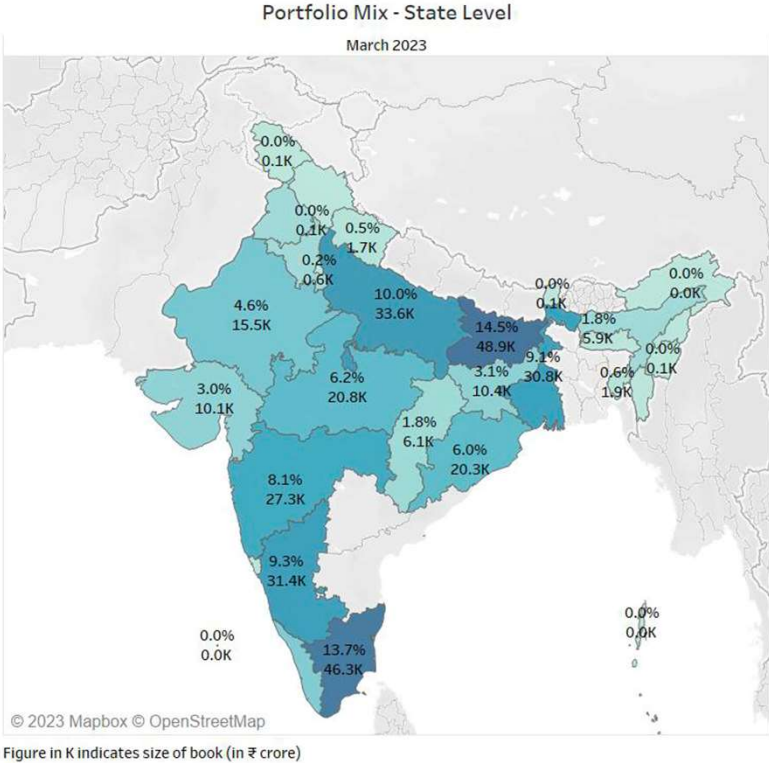 Portfolio Mix - State Level
March 2023
0.0%
0.1K
0.0%
0.1K
0.5%
1.7K
0.2%
0.6K
4.6%
15.5K
10.0%
33.6K
14.5%
48.9K
0.0%
0.1K
1.8%
5.9K
0.0%
0.0K
0.0%
0.1K
0.6%
1.9K
9.1%
30.8K
3.1%
10.4K
3.0%
10.1K
6.2%
20.8K
1.8%
6.1K
6.0%
20.3K
8.1%
27.3K
9.3%
31.4K
13.7%
46.3K
0.0%
0.0K
0.0%
0.0K
© 2023 Mapbox © OpenStreetMap
Figure in K indicates size of book (in ₹ crore)